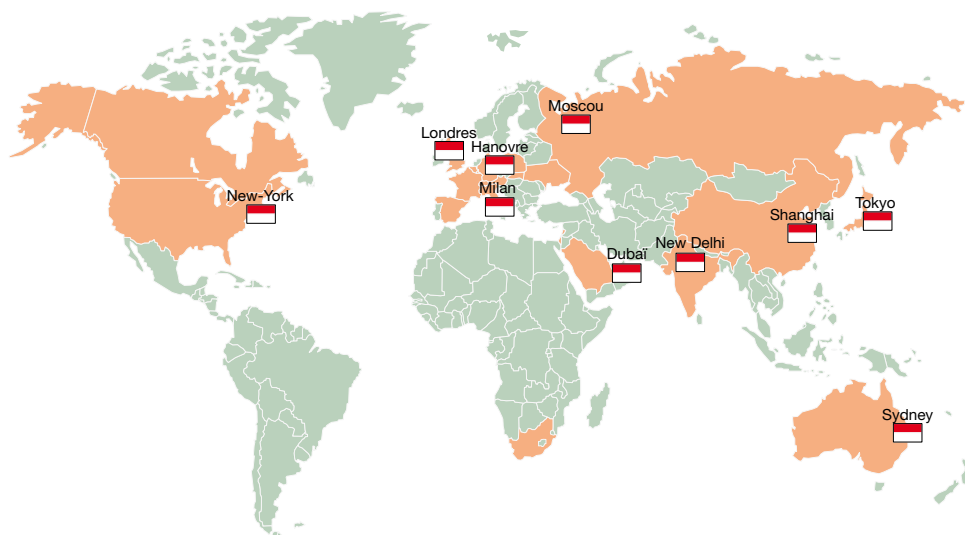 Moscou
Londres
Hanovre
Milan
New-York
Tokyo
Shanghai
New Delhi
Dubaï
Sydney